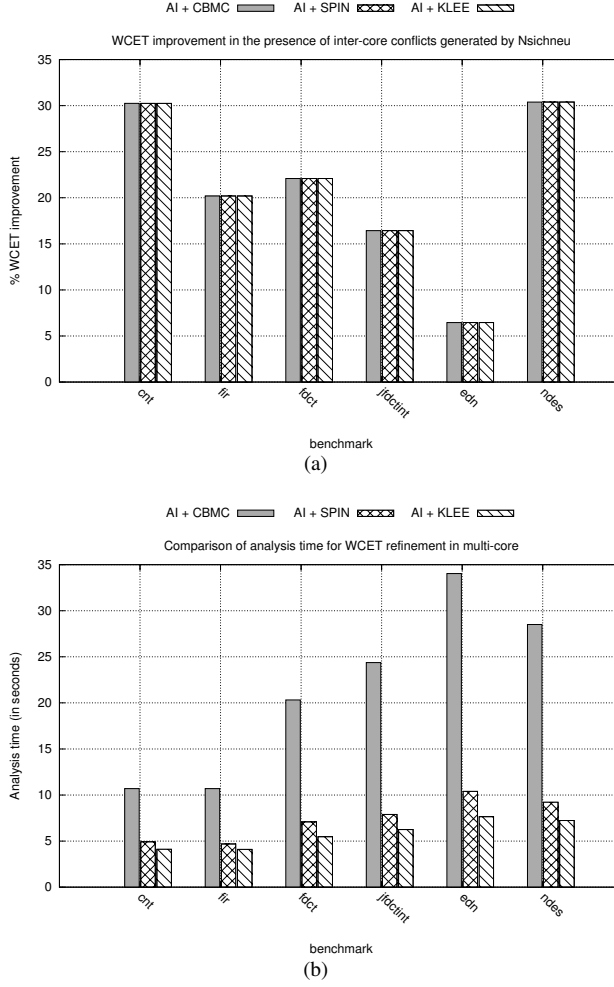 AI + CBMC AI + SPIN AI + KLEE
WCET improvement in the presence of inter-core conflicts generated by Nsichneu
35
30
25
20
15
10
5
0
% WCET improvement
cnt fir fdct jfdctint edn ndes
benchmark
(a)
AI + CBMC AI + SPIN AI + KLEE
Comparison of analysis time for WCET refinement in multi-core
35
30
25
20
15
10
5
0
Analysis time (in seconds)
cnt fir fdct jfdctint edn ndes
benchmark
(b)